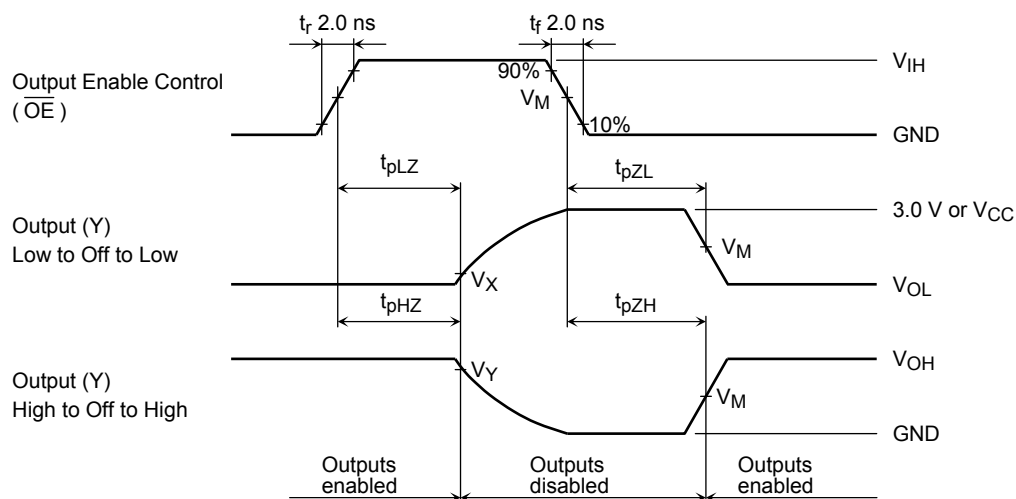 tr 2.0 ns
tf 2.0 ns
Output Enable Control
( OE )
90%
VM
10%
VIH
GND
tpLZ
tpZL
Output (Y)
Low to Off to Low
3.0 V or VCC
VM
VX
VOL
tpHZ
tpZH
Output (Y)
High to Off to High
VY
VOH
VM
GND
Outputs
enabled
Outputs
disabled
Outputs
enabled